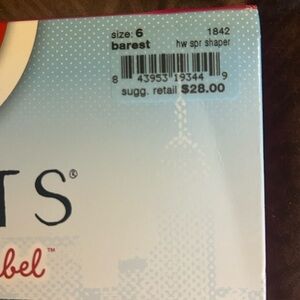 size: 6 1842
barest hw spr shaper
8 43953 19344 9
sugg. retail $28.00
TS®
bel™